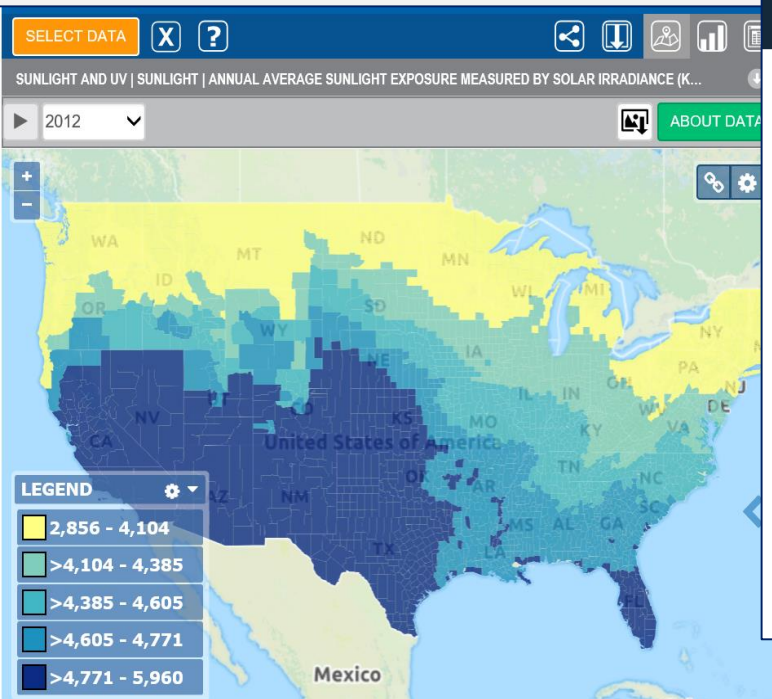 SELECT DATA X ?
SUNLIGHT AND UV | SUNLIGHT | ANNUAL AVERAGE SUNLIGHT EXPOSURE MEASURED BY SOLAR IRRADIANCE (K...
2012
ABOUT DATA
+
-
WA
MT
ND
MN
ID
WI
MI
OR
SD
WY
NY
IA
NE
PA
NJ
OH
IL
IN
UT
CO
DE
NV
KS
MO
WV
VA
CA
KY
United States of America
TN
NC
OK
AR
AZ
NM
SC
MS
AL
GA
TX
LA
FL
LEGEND
2,856 - 4,104
>4,104 - 4,385
>4,385 - 4,605
>4,605 - 4,771
>4,771 - 5,960
Mexico